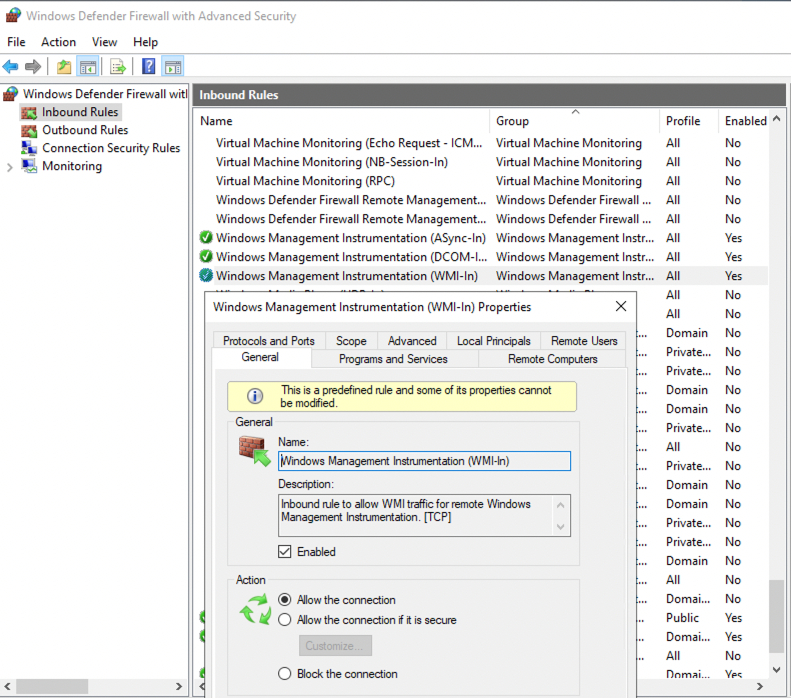 Windows Defender Firewall with Advanced Security
File Action View Help
Windows Defender Firewall with
Inbound Rules
Outbound Rules
Connection Security Rules
Monitoring
Inbound Rules
Name Group Profile Enabled
Virtual Machine Monitoring (Echo Request - ICM... Virtual Machine Monitoring All No
Virtual Machine Monitoring (NB-Session-In) Virtual Machine Monitoring All No
Virtual Machine Monitoring (RPC) Virtual Machine Monitoring All No
Windows Defender Firewall Remote Management... Windows Defender Firewall ... All No
Windows Defender Firewall Remote Management... Windows Defender Firewall ... All No
Windows Management Instrumentation (ASync-In) Windows Management Instr... All Yes
Windows Management Instrumentation (DCOM-I... Windows Management Instr... All Yes
Windows Management Instrumentation (WMI-In) Windows Management Instr... All Yes
All No
All No
Domain No
Private... No
Private... No
Domain No
Domain No
Private... No
All No
Private... No
Domain No
Domain No
Private... No
Private... No
Domain No
All No
Domai... No
Public Yes
Domai... Yes
All No
Domai... Yes
Windows Management Instrumentation (WMI-In) Properties
Protocols and Ports Scope Advanced Local Principals Remote Users
General Programs and Services Remote Computers
This is a predefined rule and some of its properties cannot
be modified.
General
Name:
Windows Management Instrumentation (WMI-In)
Description:
Inbound rule to allow WMI traffic for remote Windows
Management Instrumentation. [TCP]
Enabled
Action
Allow the connection
Allow the connection if it is secure
Customize...
Block the connection